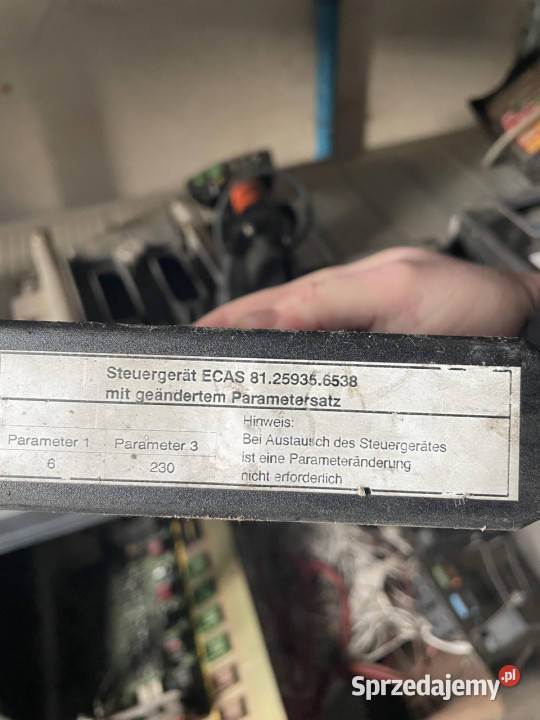 Steuergerät ECAS 81.25935.6538
mit geändertem Parametersatz
Parameter 1 Parameter 3
6 230
Hinweis:
Bei Austausch des Steuergerätes
ist eine Parameteränderung
nicht erforderlich
Sprzedajemy.pl